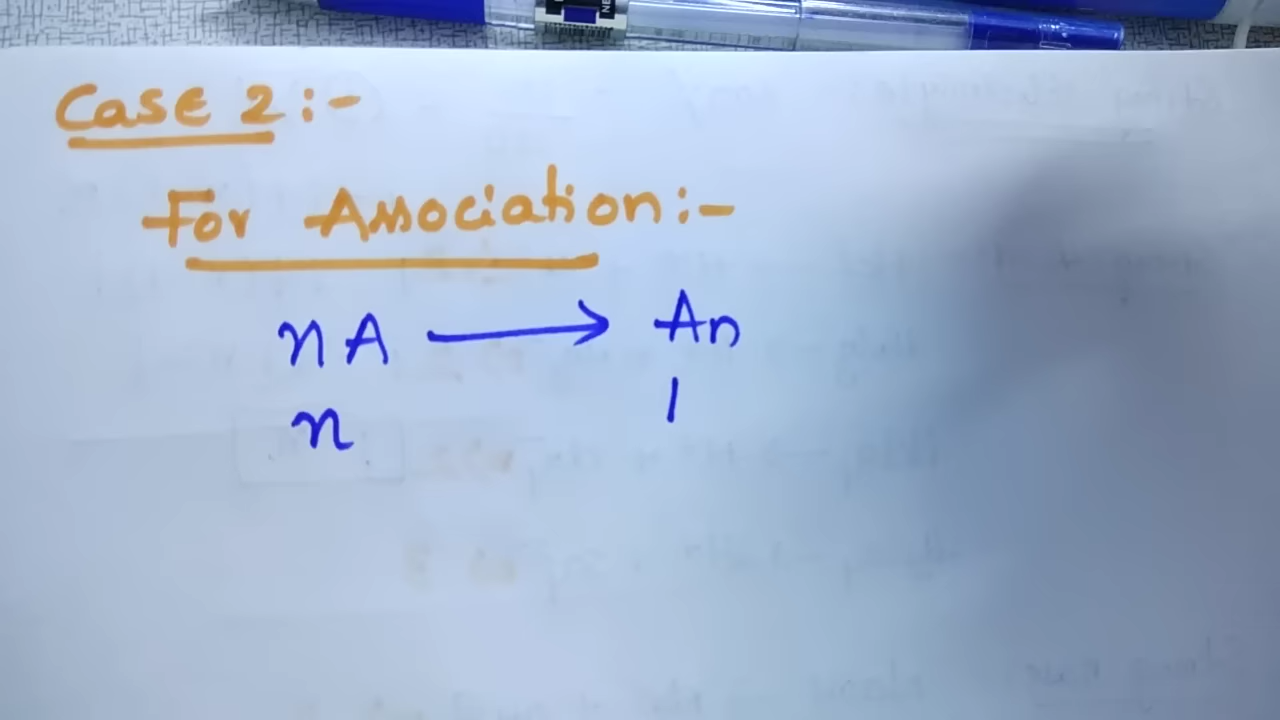 Case 2:-
For Association:-
nA ⟶ An
n 1